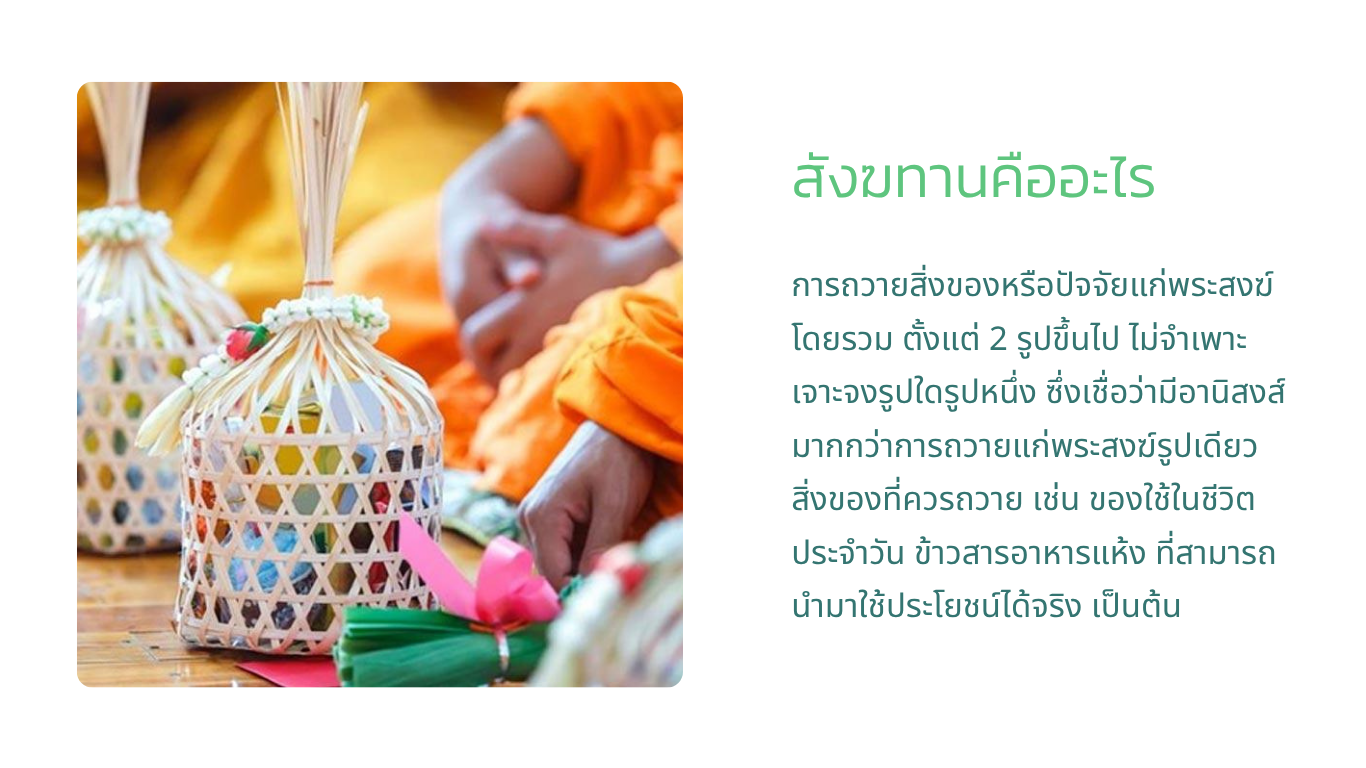 สังฆทานคืออะไร
การถวายสิ่งของหรือปัจจัยแก่พระสงฆ์
โดยรวม ตั้งแต่ 2 รูปขึ้นไป ไม่จำเพาะ
เจาะจงรูปใดรูปหนึ่ง ซึ่งเชื่อว่ามีอานิสงส์
มากกว่าการถวายแก่พระสงฆ์รูปเดียว
สิ่งของที่ควรถวาย เช่น ของใช้ในชีวิต
ประจำวัน ข้าวสารอาหารแห้ง ที่สามารถ
นำมาใช้ประโยชน์ได้จริง เป็นต้น